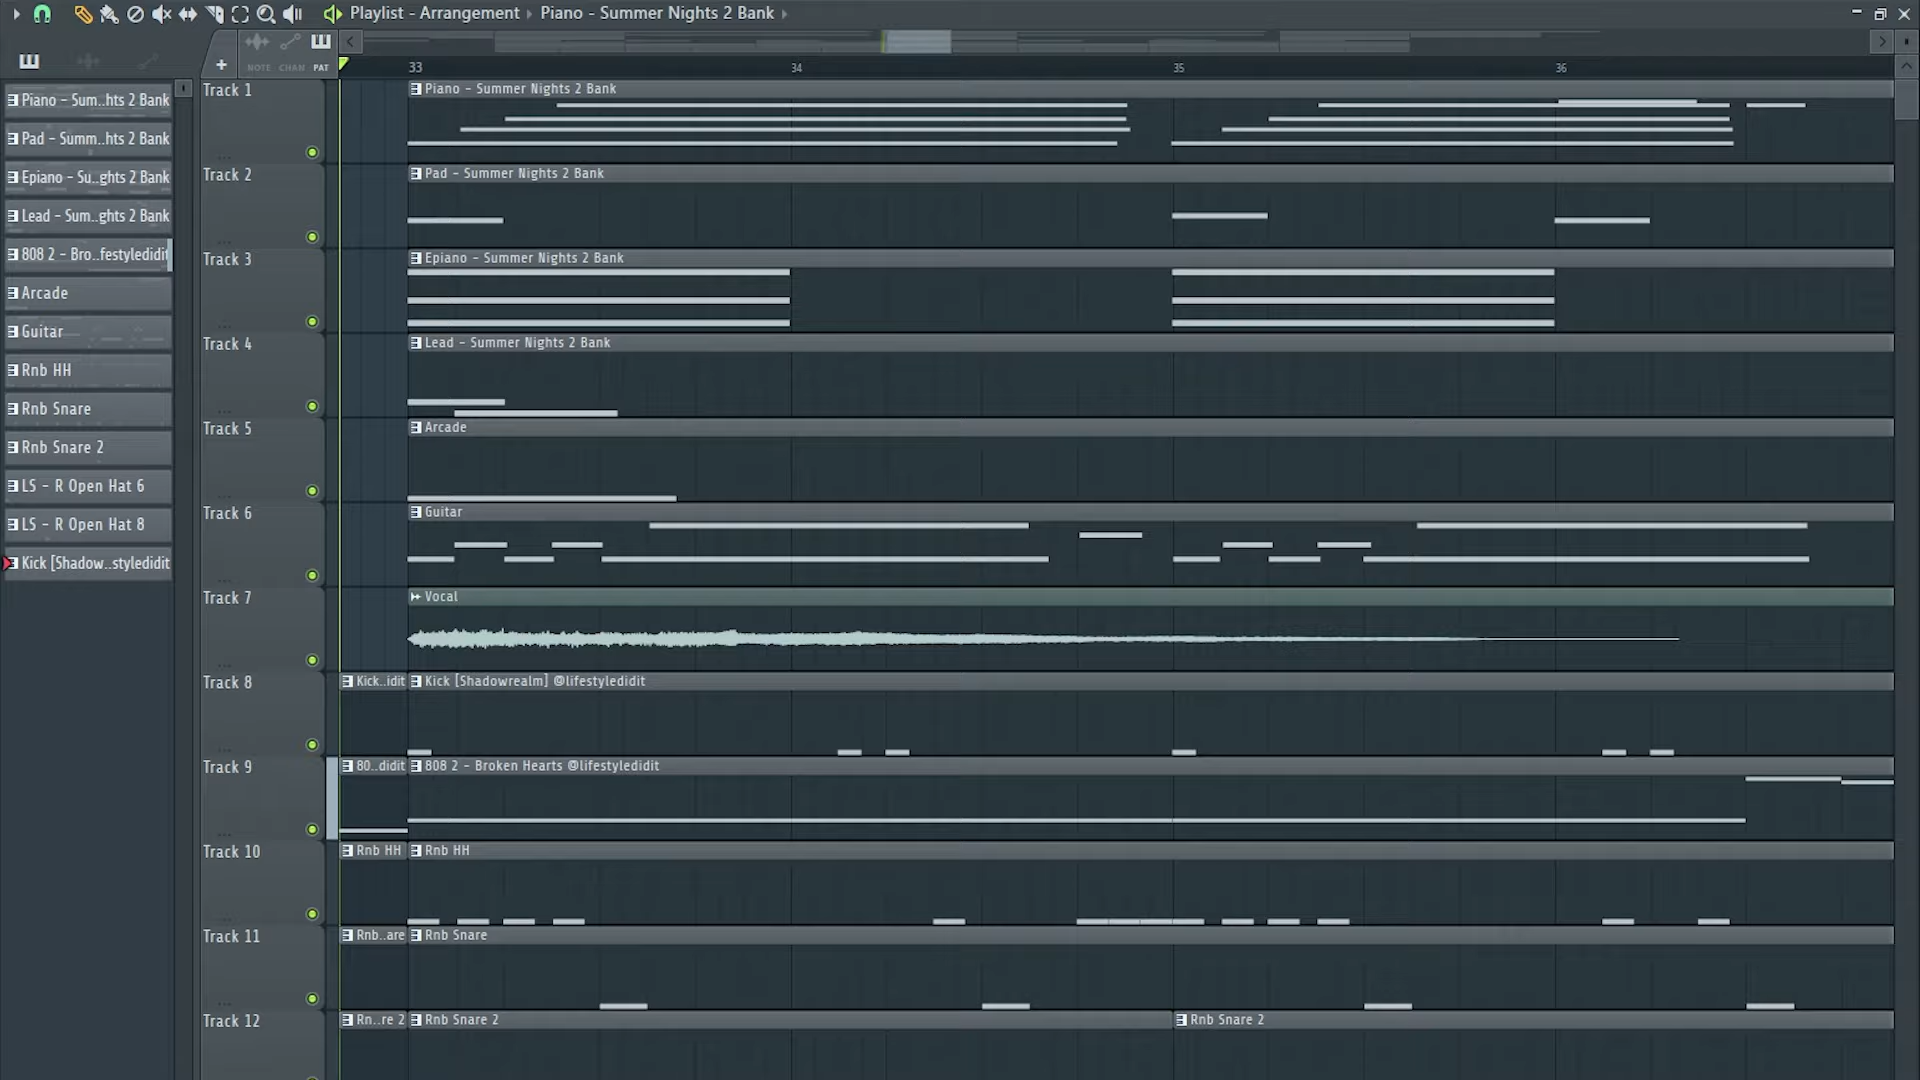 Playlist - Arrangement › Piano - Summer Nights 2 Bank ›
NOTE CHAN PAT
33 34 35 36
Piano - Sum..hts 2 Bank
Pad - Summ..hts 2 Bank
Epiano - Su..ghts 2 Bank
Lead - Sum..ghts 2 Bank
808 2 - Bro..festyledidit
Arcade
Guitar
Rnb HH
Rnb Snare
Rnb Snare 2
LS - R Open Hat 6
LS - R Open Hat 8
Kick [Shadow..styledidit
Track 1
Piano - Summer Nights 2 Bank
Track 2
Pad - Summer Nights 2 Bank
Track 3
Epiano - Summer Nights 2 Bank
Track 4
Lead - Summer Nights 2 Bank
Track 5
Arcade
Track 6
Guitar
Track 7
Vocal
Track 8
Kick..idit Kick [Shadowrealm] @lifestyledidit
Track 9
80..didit 808 2 - Broken Hearts @lifestyledidit
Track 10
Rnb HH Rnb HH
Track 11
Rnb..are Rnb Snare
Track 12
Rn..re 2 Rnb Snare 2 Rnb Snare 2